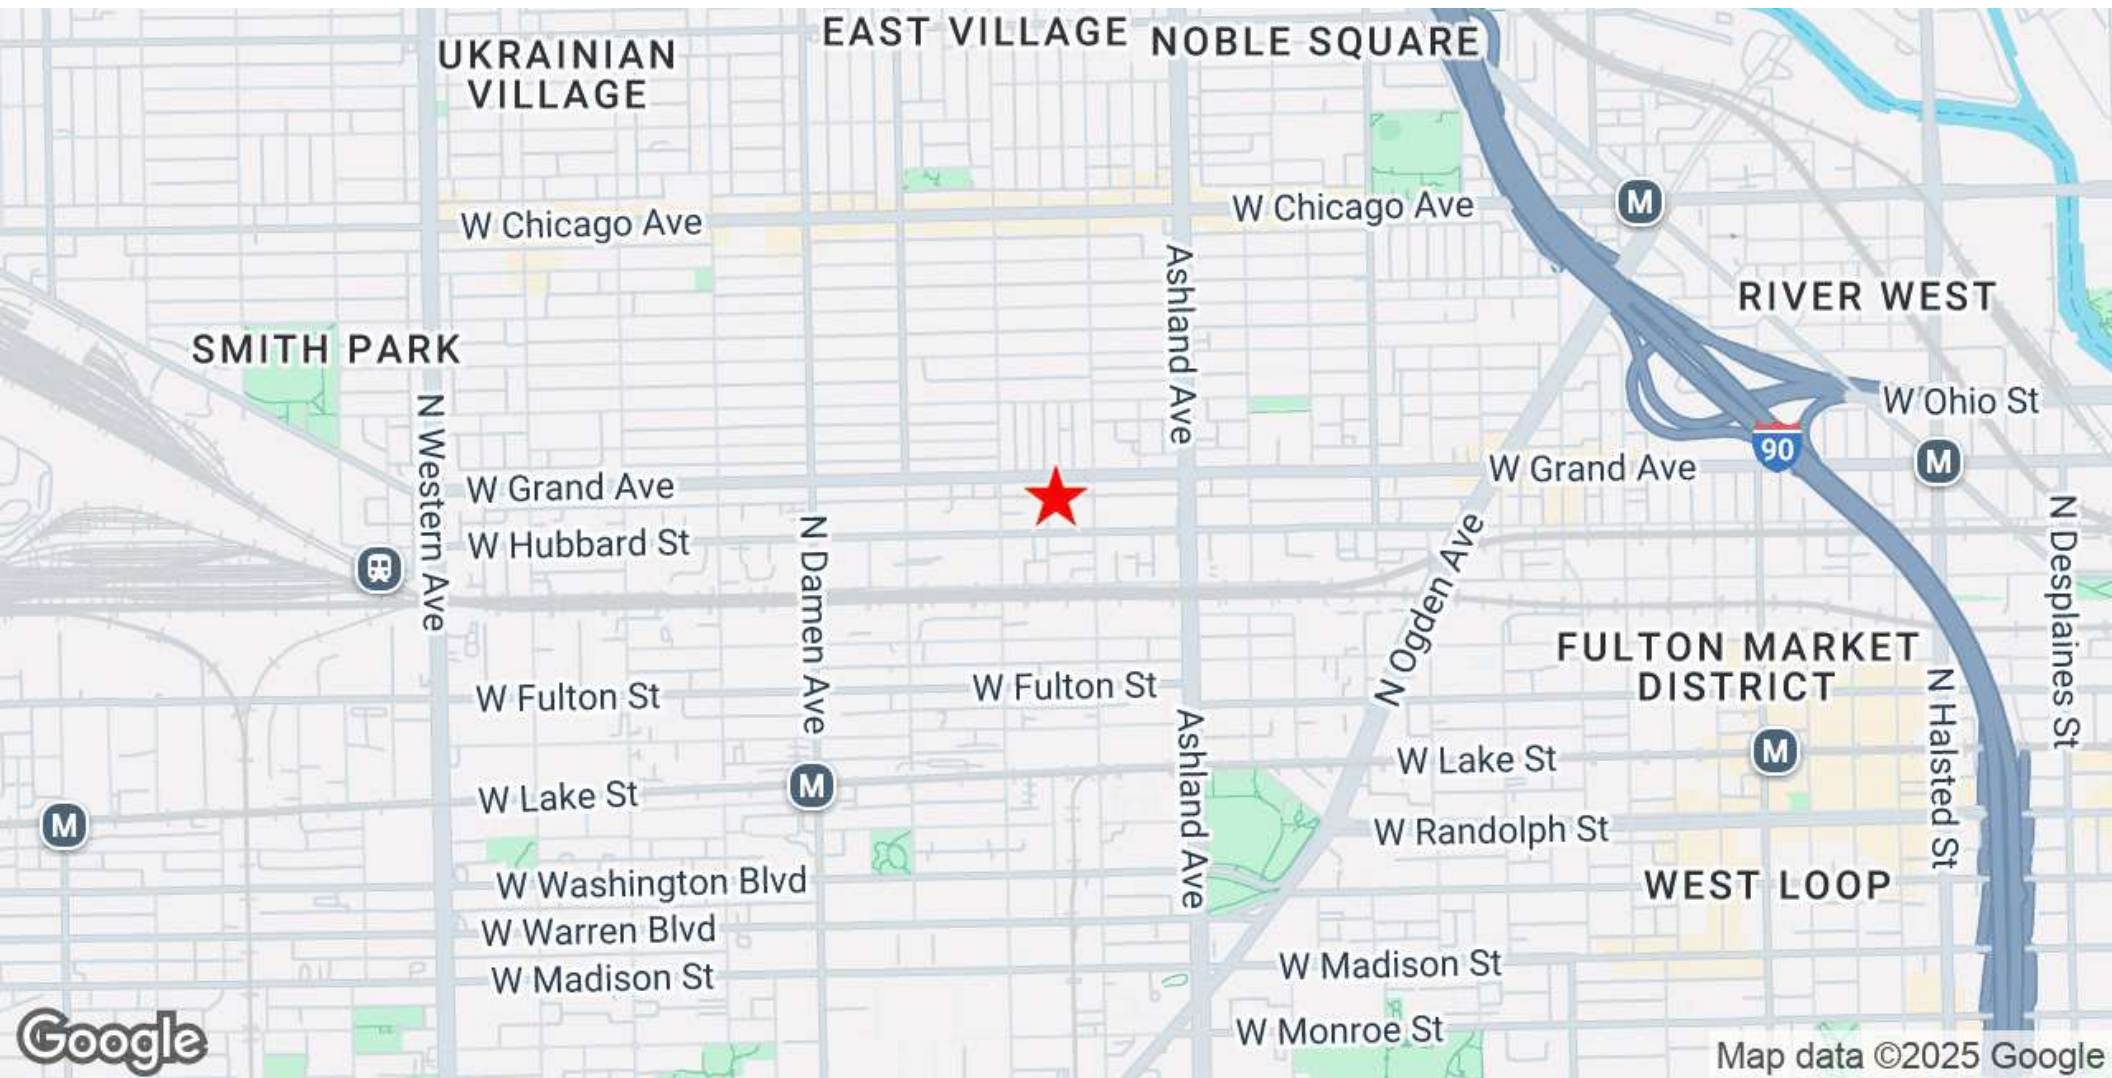 EAST VILLAGE
NOBLE SQUARE
UKRAINIAN
VILLAGE
W Chicago Ave
W Chicago Ave
M
Ashland Ave
RIVER WEST
SMITH PARK
N Western Ave
W Ohio St
90
M
W Grand Ave
W Grand Ave
W Hubbard St
N Damen Ave
N Ogden Ave
N Desplaines St
FULTON MARKET
DISTRICT
W Fulton St
W Fulton St
N Halsted St
Ashland Ave
M
W Lake St
W Lake St
M
M
W Randolph St
W Washington Blvd
WEST LOOP
W Warren Blvd
W Madison St
W Madison St
W Monroe St
Google
Map data ©2025 Google